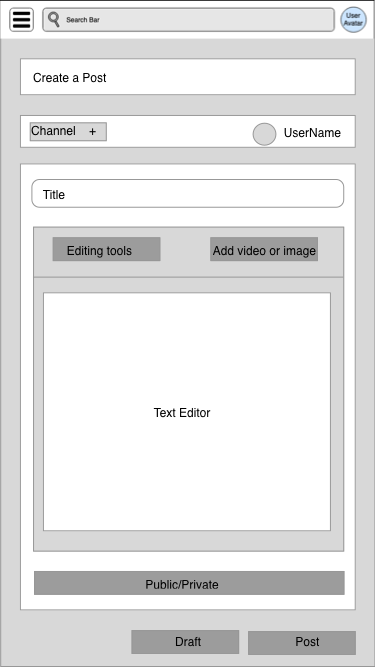 Search Bar
User
Avatar
Create a Post
Channel +
UserName
Title
Editing tools
Add video or image
Text Editor
Public/Private
Draft
Post